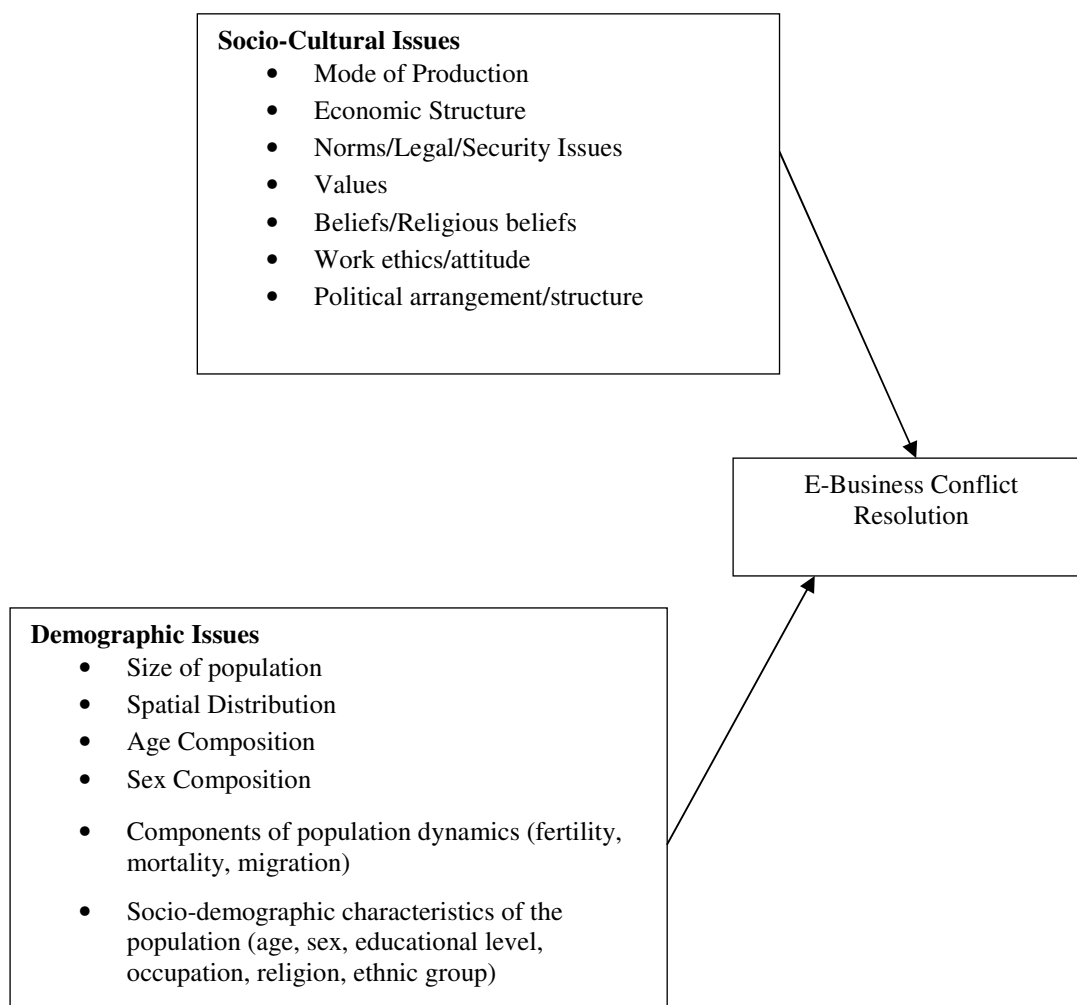 Socio-Cultural Issues
• Mode of Production
• Economic Structure
• Norms/Legal/Security Issues
• Values
• Beliefs/Religious beliefs
• Work ethics/attitude
• Political arrangement/structure
E-Business Conflict
Resolution
Demographic Issues
• Size of population
• Spatial Distribution
• Age Composition
• Sex Composition
• Components of population dynamics (fertility,
mortality, migration)
• Socio-demographic characteristics of the
population (age, sex, educational level,
occupation, religion, ethnic group)